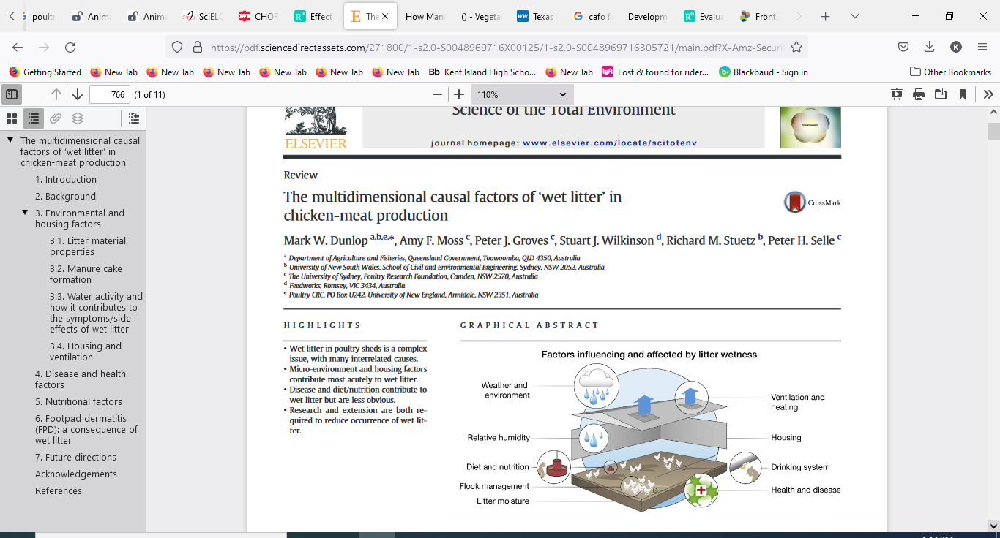 poultr
Anima
Anima
SciELO
CHOR
Effect
The
How Man
() - Vegeta
Texas
cafo f
Developm
Evalua
Fronti
https://pdf.sciencedirectassets.com/271800/1-s2.0-S0048969716X00125/1-s2.0-S0048969716305721/main.pdf?X-Amz-Securi
K
Getting Started
New Tab
New Tab
New Tab
New Tab
New Tab
New Tab
Bb Kent Island High Scho...
New Tab
lyft Lost & found for rider...
Blackbaud - Sign in
Other Bookmarks
766 (1 of 11)
110%
The multidimensional causal
factors of 'wet litter' in
chicken-meat production
1. Introduction
2. Background
3. Environmental and
housing factors
3.1. Litter material
properties
3.2. Manure cake
formation
3.3. Water activity and
how it contributes to
the symptoms/side
effects of wet litter
3.4. Housing and
ventilation
4. Disease and health
factors
5. Nutritional factors
6. Footpad dermatitis
(FPD): a consequence of
wet litter
7. Future directions
Acknowledgements
References
ELSEVIER
Science of the Total Environment
journal homepage: www.elsevier.com/locate/scitotenv
Review
The multidimensional causal factors of ‘wet litter’ in
chicken-meat production
CrossMark
Mark W. Dunlop a,b,e,*, Amy F. Moss c, Peter J. Groves c, Stuart J. Wilkinson d, Richard M. Stuetz b, Peter H. Selle c
a Department of Agriculture and Fisheries, Queensland Government, Toowoomba, QLD 4350, Australia
b University of New South Wales, School of Civil and Environmental Engineering, Sydney, NSW 2052, Australia
c The University of Sydney, Poultry Research Foundation, Camden, NSW 2570, Australia
d Feedworks, Romsey, VIC 3434, Australia
e Poultry CRC, PO Box U242, University of New England, Armidale, NSW 2351, Australia
HIGHLIGHTS
• Wet litter in poultry sheds is a complex
issue, with many interrelated causes.
• Micro-environment and housing factors
contribute most acutely to wet litter.
• Disease and diet/nutrition contribute to
wet litter but are less obvious.
• Research and extension are both re-
quired to reduce occurrence of wet lit-
ter.
GRAPHICAL ABSTRACT
Factors influencing and affected by litter wetness
Weather and
environment
Relative humidity
Diet and nutrition
Flock management
Litter moisture
Ventilation and
heating
Housing
Drinking system
Health and disease